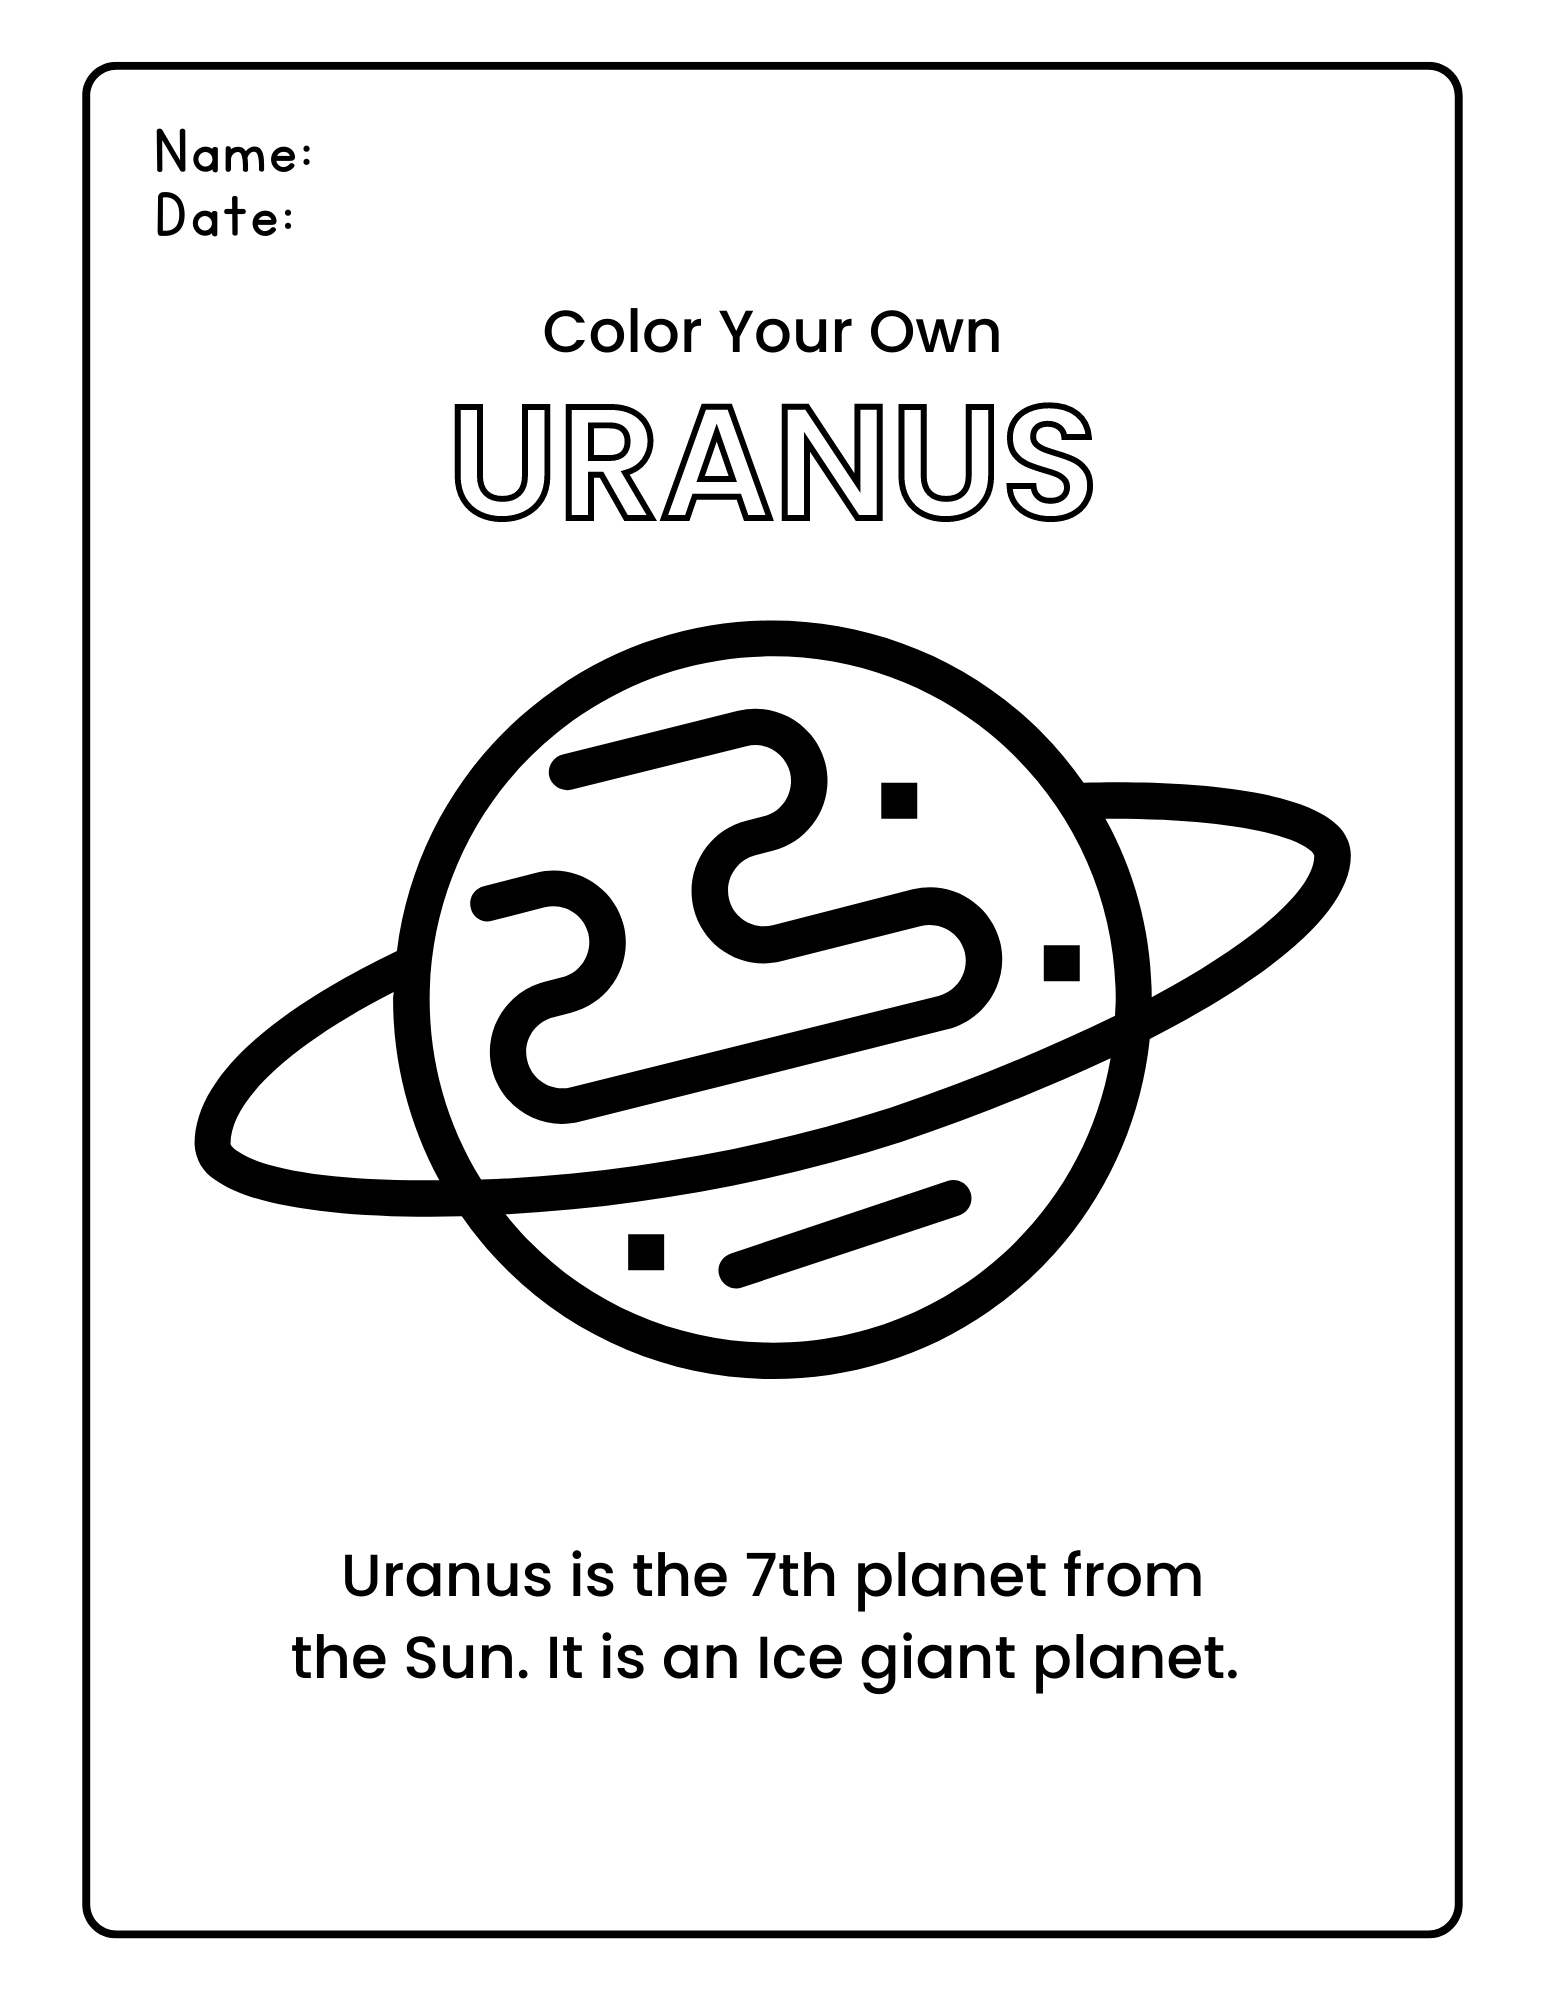 Name:
Date:
Color Your Own
URANUS
Uranus is the 7th planet from
the Sun. It is an Ice giant planet.